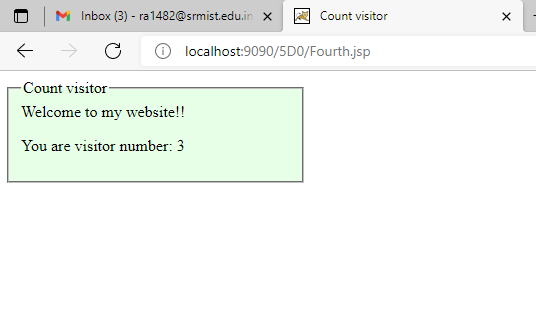 Inbox (3) - ra1482@srmist.edu.in
Count visitor
localhost:9090/5D0/Fourth.jsp
Count visitor
Welcome to my website!!
You are visitor number: 3